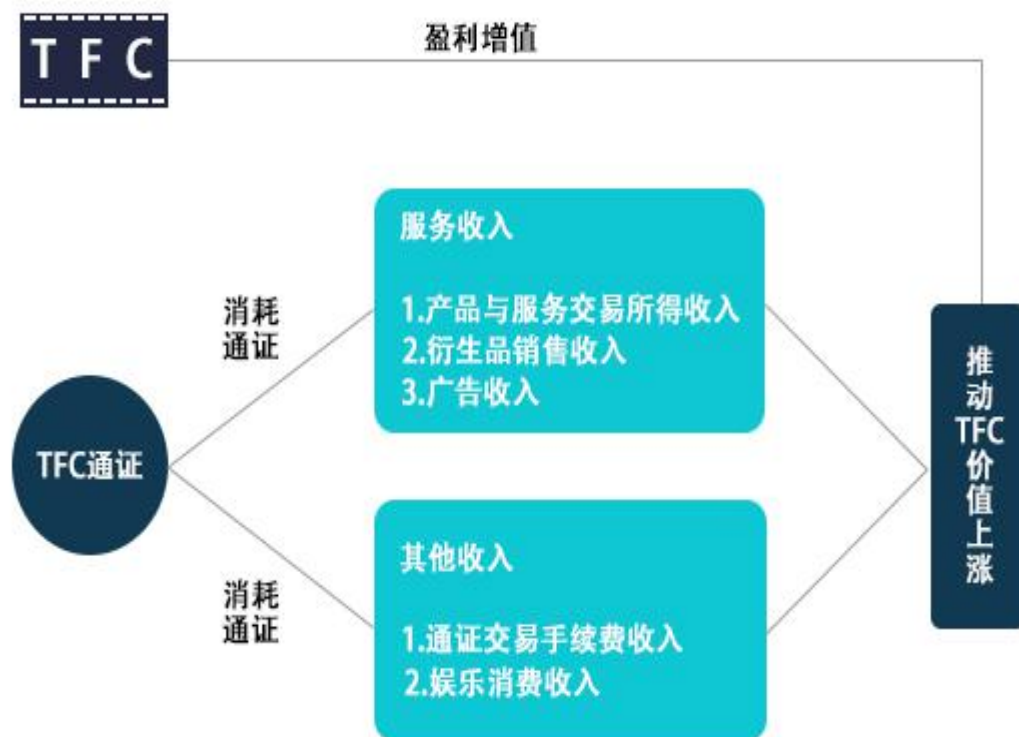 TFC
盈利增值
服务收入
1.产品与服务交易所得收入
2.衍生品销售收入
3.广告收入
消耗
通证
TFC通证
推动TFC价值上涨
消耗
通证
其他收入
1.通证交易手续费收入
2.娱乐消费收入